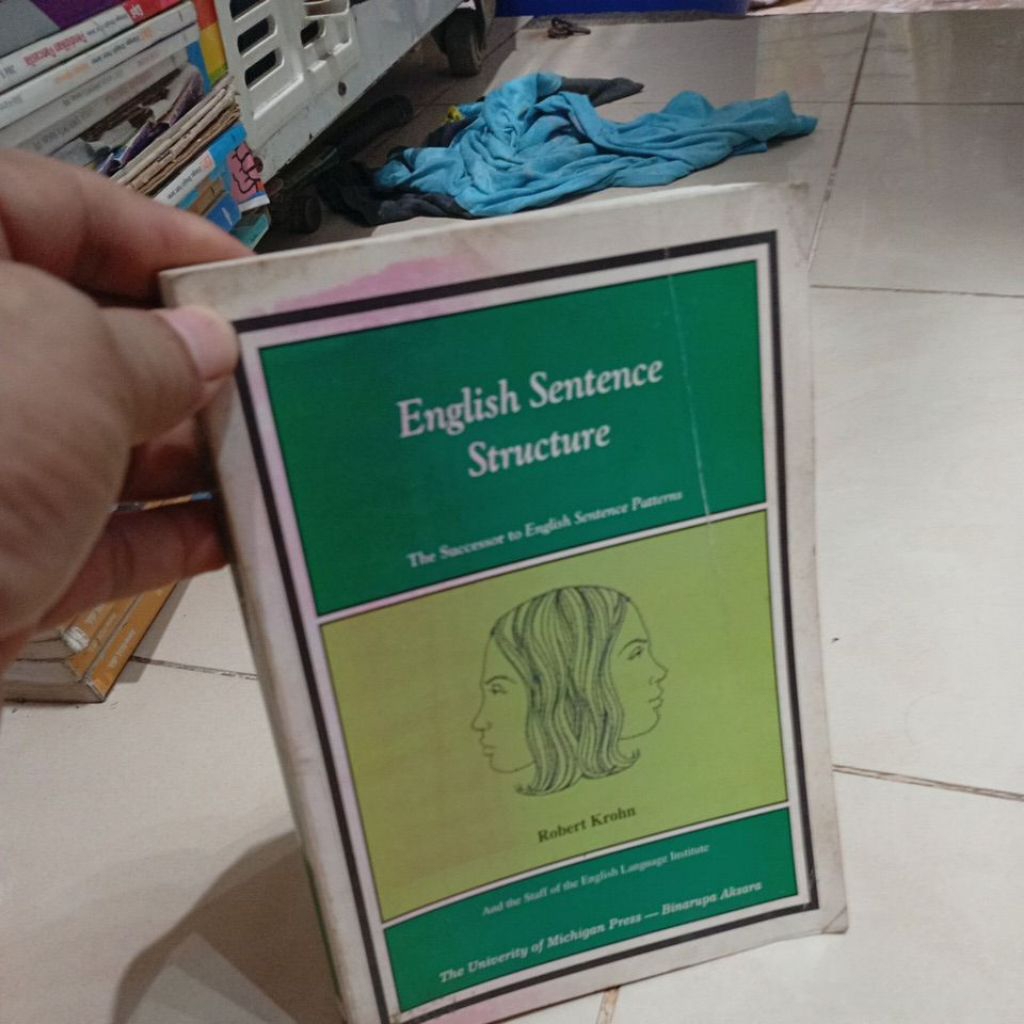 English Sentence
Structure
The Successor to English Sentence Patterns
Robert Krohn
And the Staff of the English Language Institute
The Univerity of Michigan Press — Binarupa Aksara